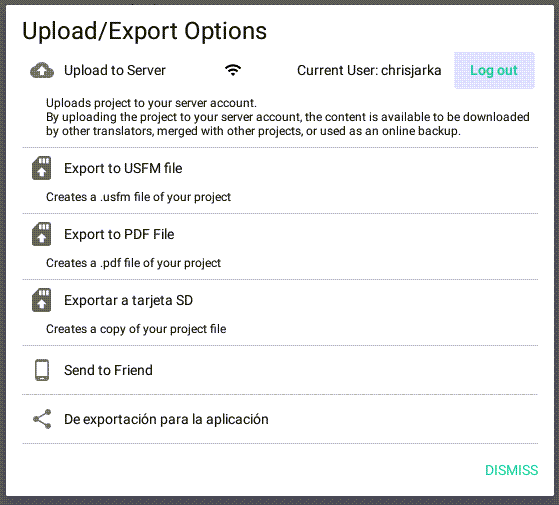 Upload/Export Options
Upload to Server
Current User: chrisjarka
Log out
Uploads project to your server account.
By uploading the project to your server account, the content is available to be downloaded
by other translators, merged with other projects, or used as an online backup.
Export to USFM file
Creates a .usfm file of your project
Export to PDF File
Creates a .pdf file of your project
Exportar a tarjeta SD
Creates a copy of your project file
Send to Friend
De exportación para la aplicación
DISMISS